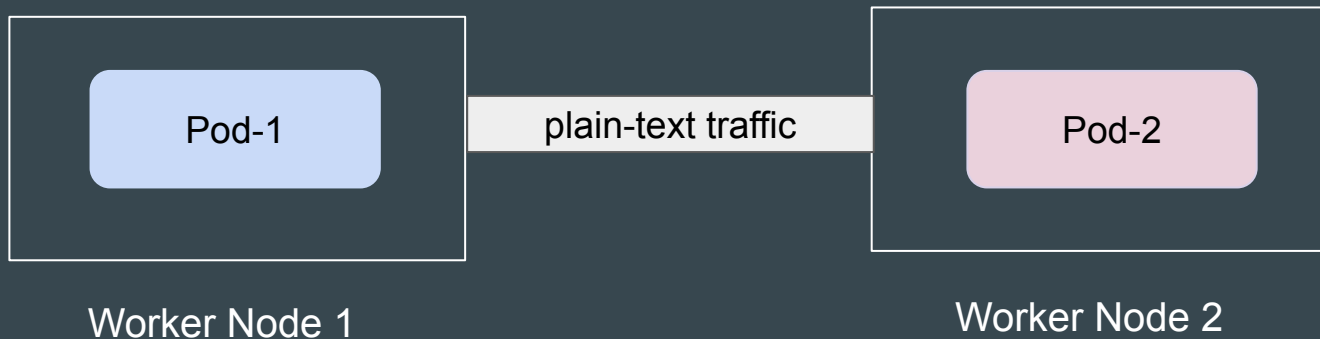 Pod-1
plain-text traffic
Pod-2
Worker Node 1
Worker Node 2